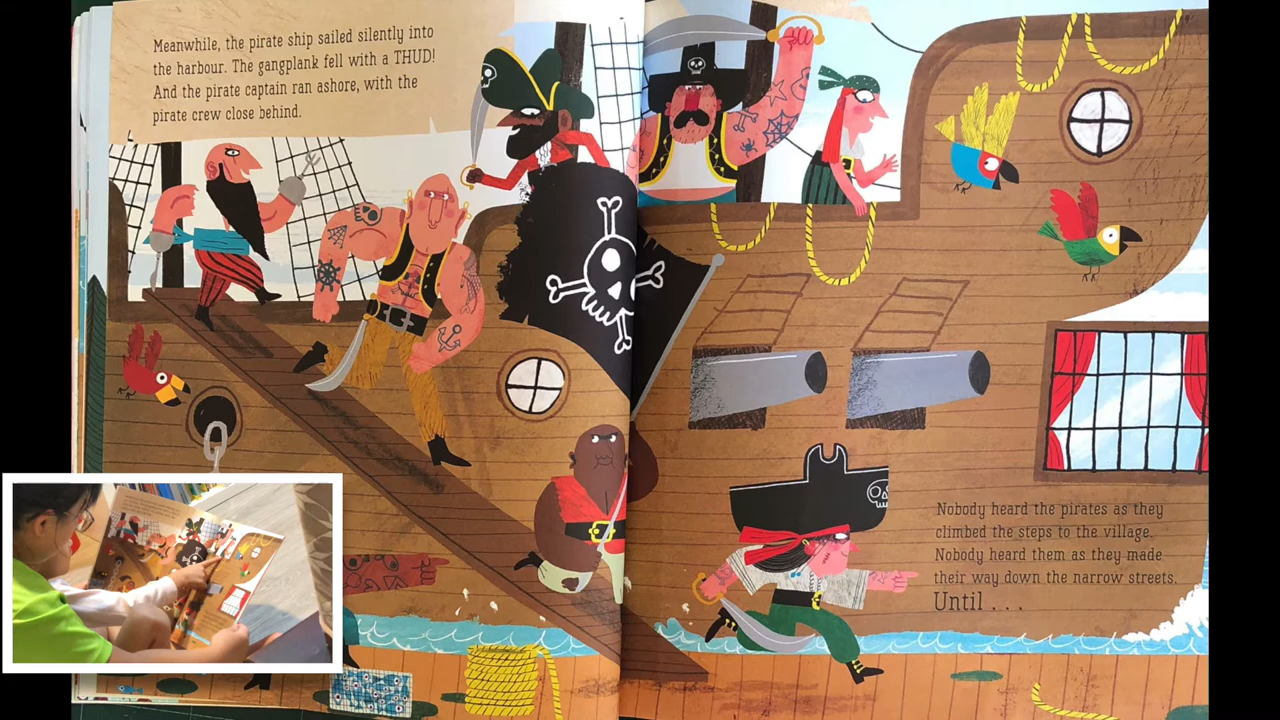 Meanwhile, the pirate ship sailed silently into
the harbour. The gangplank fell with a THUD!
And the pirate captain ran ashore, with the
pirate crew close behind.
Nobody heard the pirates as they
climbed the steps to the village.
Nobody heard them as they made
their way down the narrow streets.
Until . . .